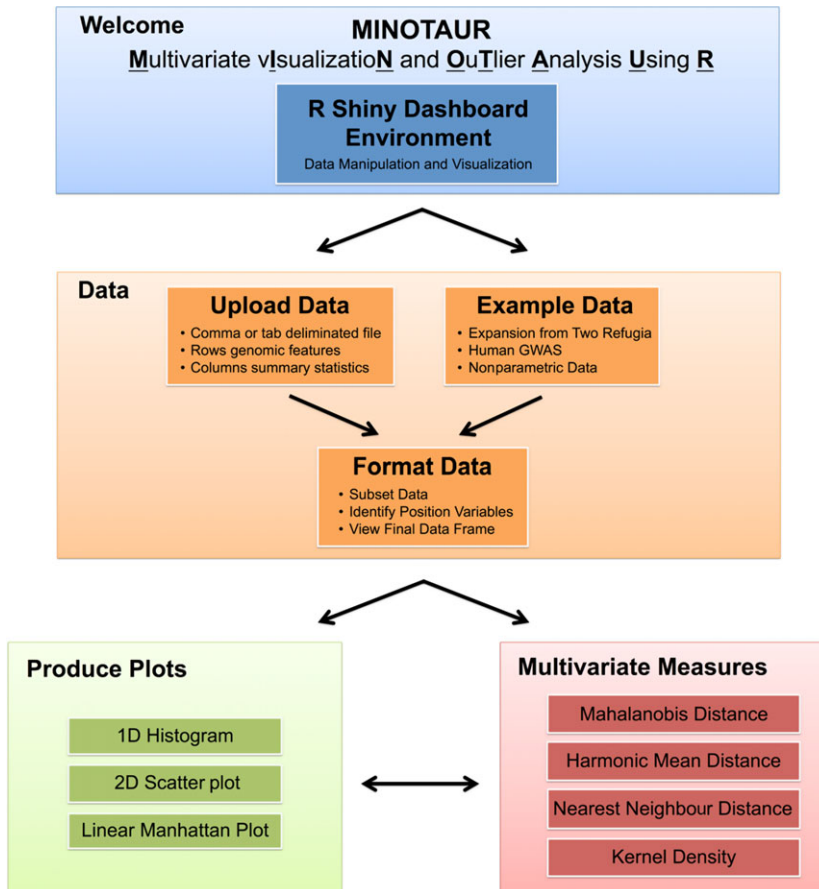 Welcome
MINOTAUR
Multivariate vIsualizatioN and OuTlier Analysis Using R
R Shiny Dashboard
Environment
Data Manipulation and Visualization
Data
Upload Data
• Comma or tab deliminated file
• Rows genomic features
• Columns summary statistics
Example Data
• Expansion from Two Refugia
• Human GWAS
• Nonparametric Data
Format Data
• Subset Data
• Identify Position Variables
• View Final Data Frame
Produce Plots
1D Histogram
2D Scatter plot
Linear Manhattan Plot
Multivariate Measures
Mahalanobis Distance
Harmonic Mean Distance
Nearest Neighbour Distance
Kernel Density